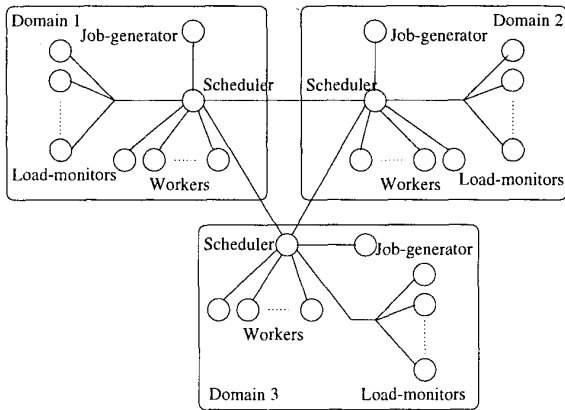 Domain 1
Job-generator
Scheduler
Load-monitors
Workers
Domain 2
Job-generator
Scheduler
Workers
Load-monitors
Scheduler
Job-generator
Workers
Domain 3
Load-monitors